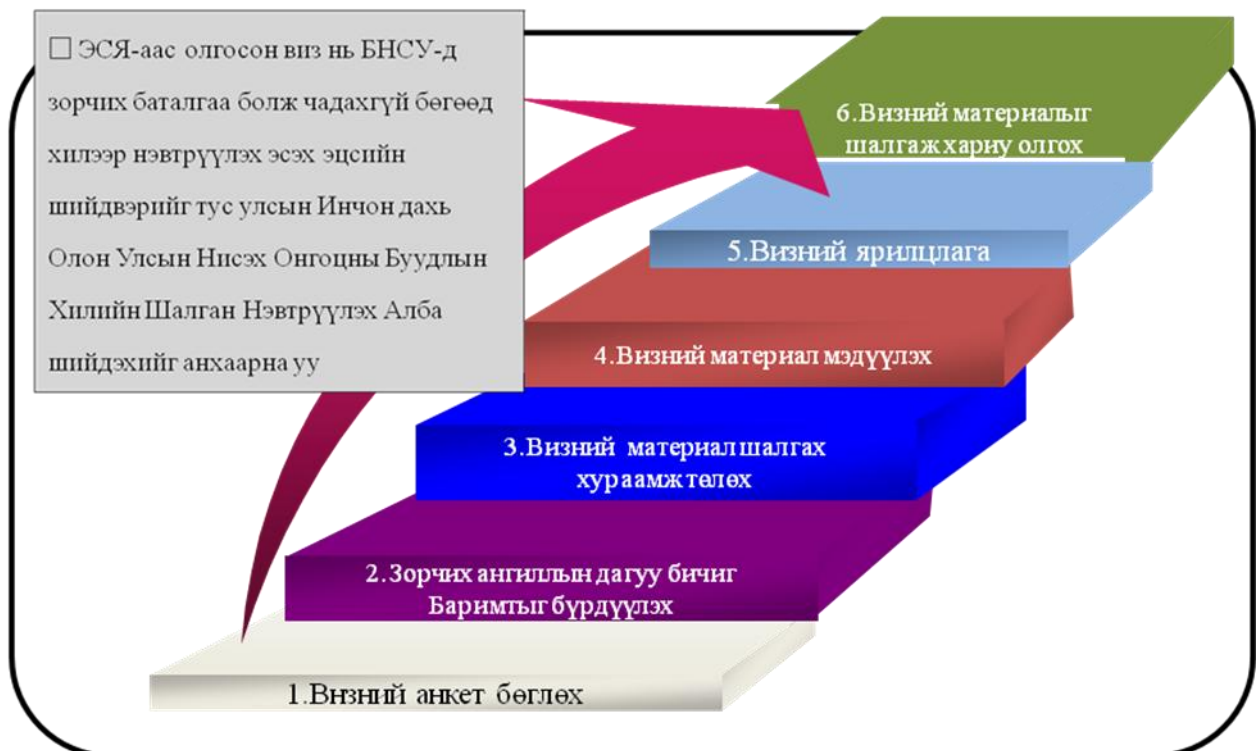 ☐ ЭСЯ-аас олгосон виз нь БНСУ-д
зорчих баталгаа болж чадахгүй бөгөөд
хилээр нэвтрүүлэх эсэх эцсийн
шийдвэрийг тус улсын Инчон дахь
Олон Улсын Нисэх Онгоцны Буудлын
Хилийн Шалган Нэвтрүүлэх Алба
шийдэхийг анхаарна уу
6.Визний материалыг
шалгаж хариу олгох
5.Визний ярилцлага
4.Визний материал мэдүүлэх
3.Визний материал шалгах
хураамж төлөх
2.Зорчих ангиллын дагуу бичиг
Баримтыг бүрдүүлэх
1.Визний анкет бөглөх